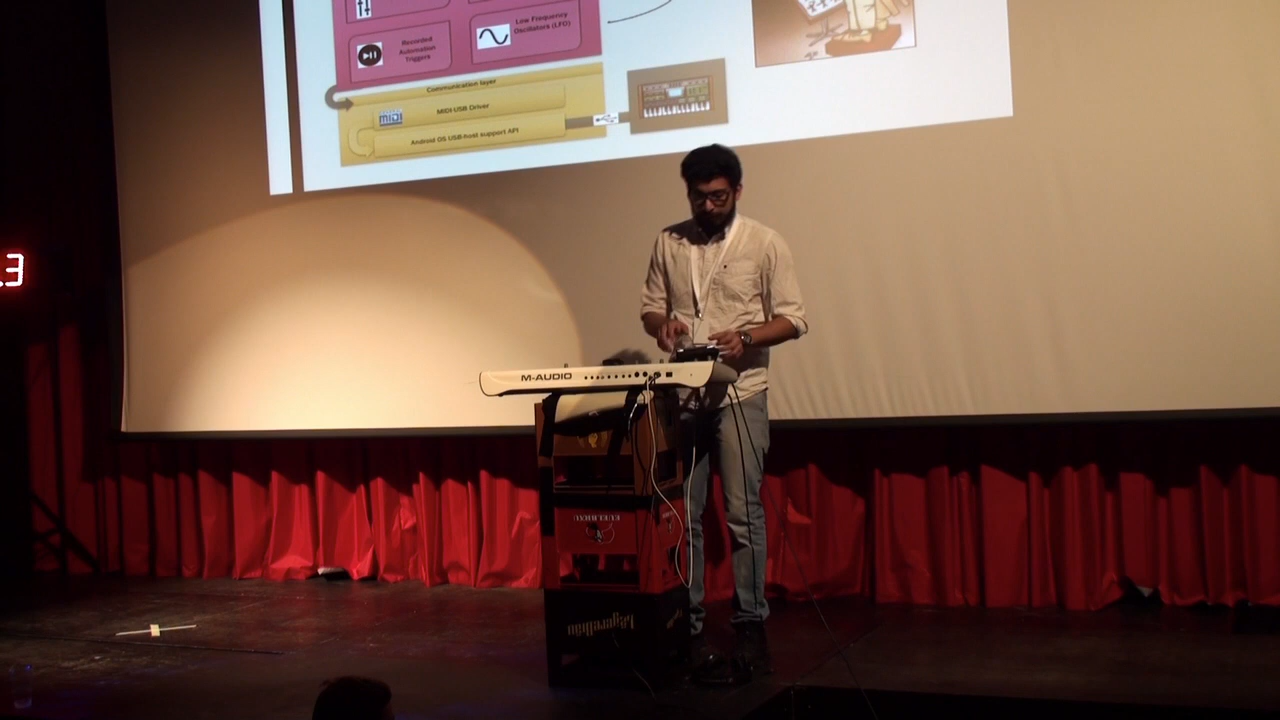 Low Frequency
Oscillators (LFO)
Recorded
Automation
Triggers
Communication layer
MIDI
MIDI USB Driver
Android OS USB-host support API
.3
M-AUDIO